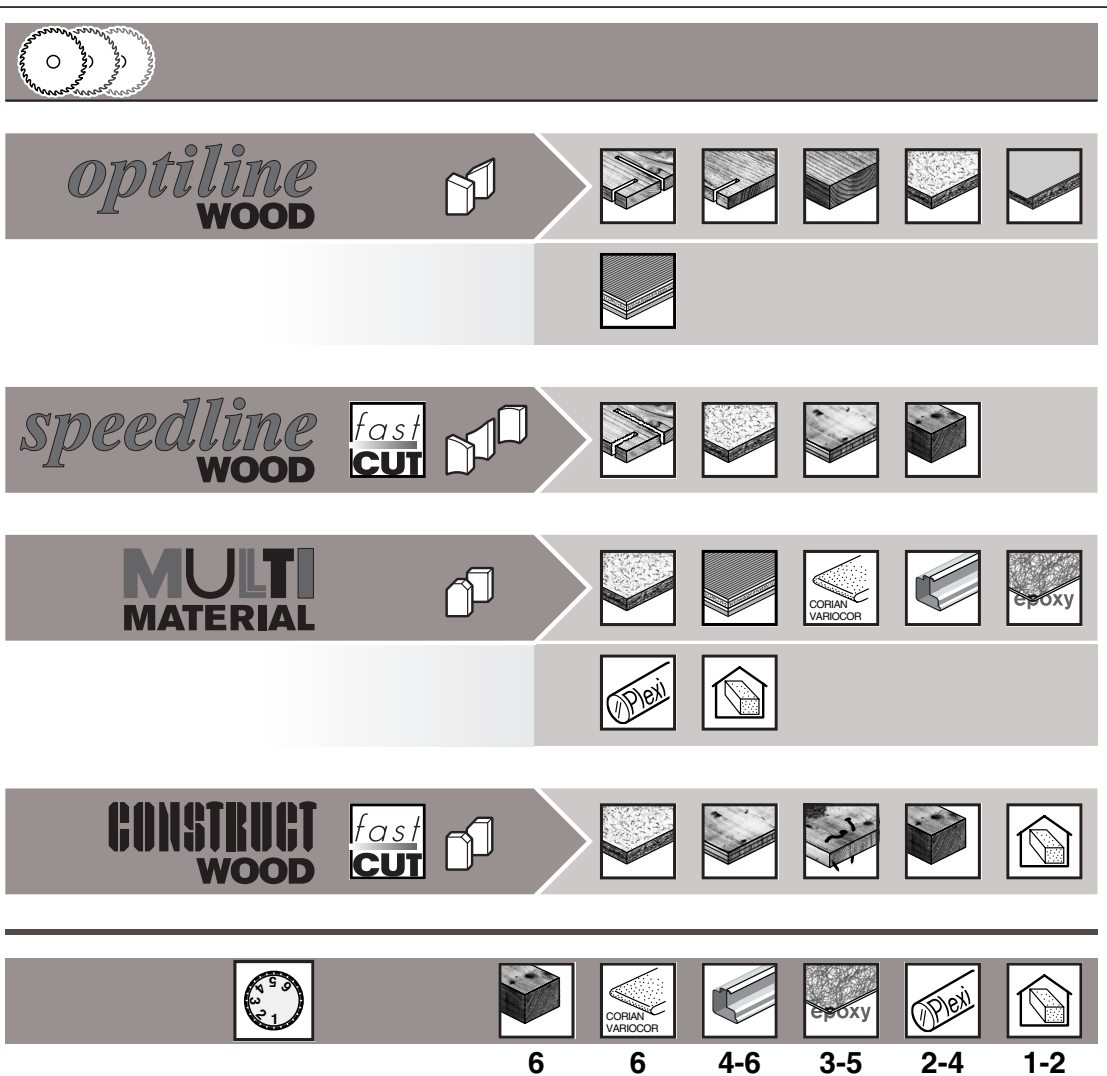 optiline
WOOD
speedline
WOOD
fast
CUT
MULTI
MATERIAL
CORIAN
VARIOCOR
epoxy
Plexi
CONSTRUCT
WOOD
fast
CUT
1 2 3 4 5 6
CORIAN
VARIOCOR
epoxy
Plexi
6 6 4-6 3-5 2-4 1-2